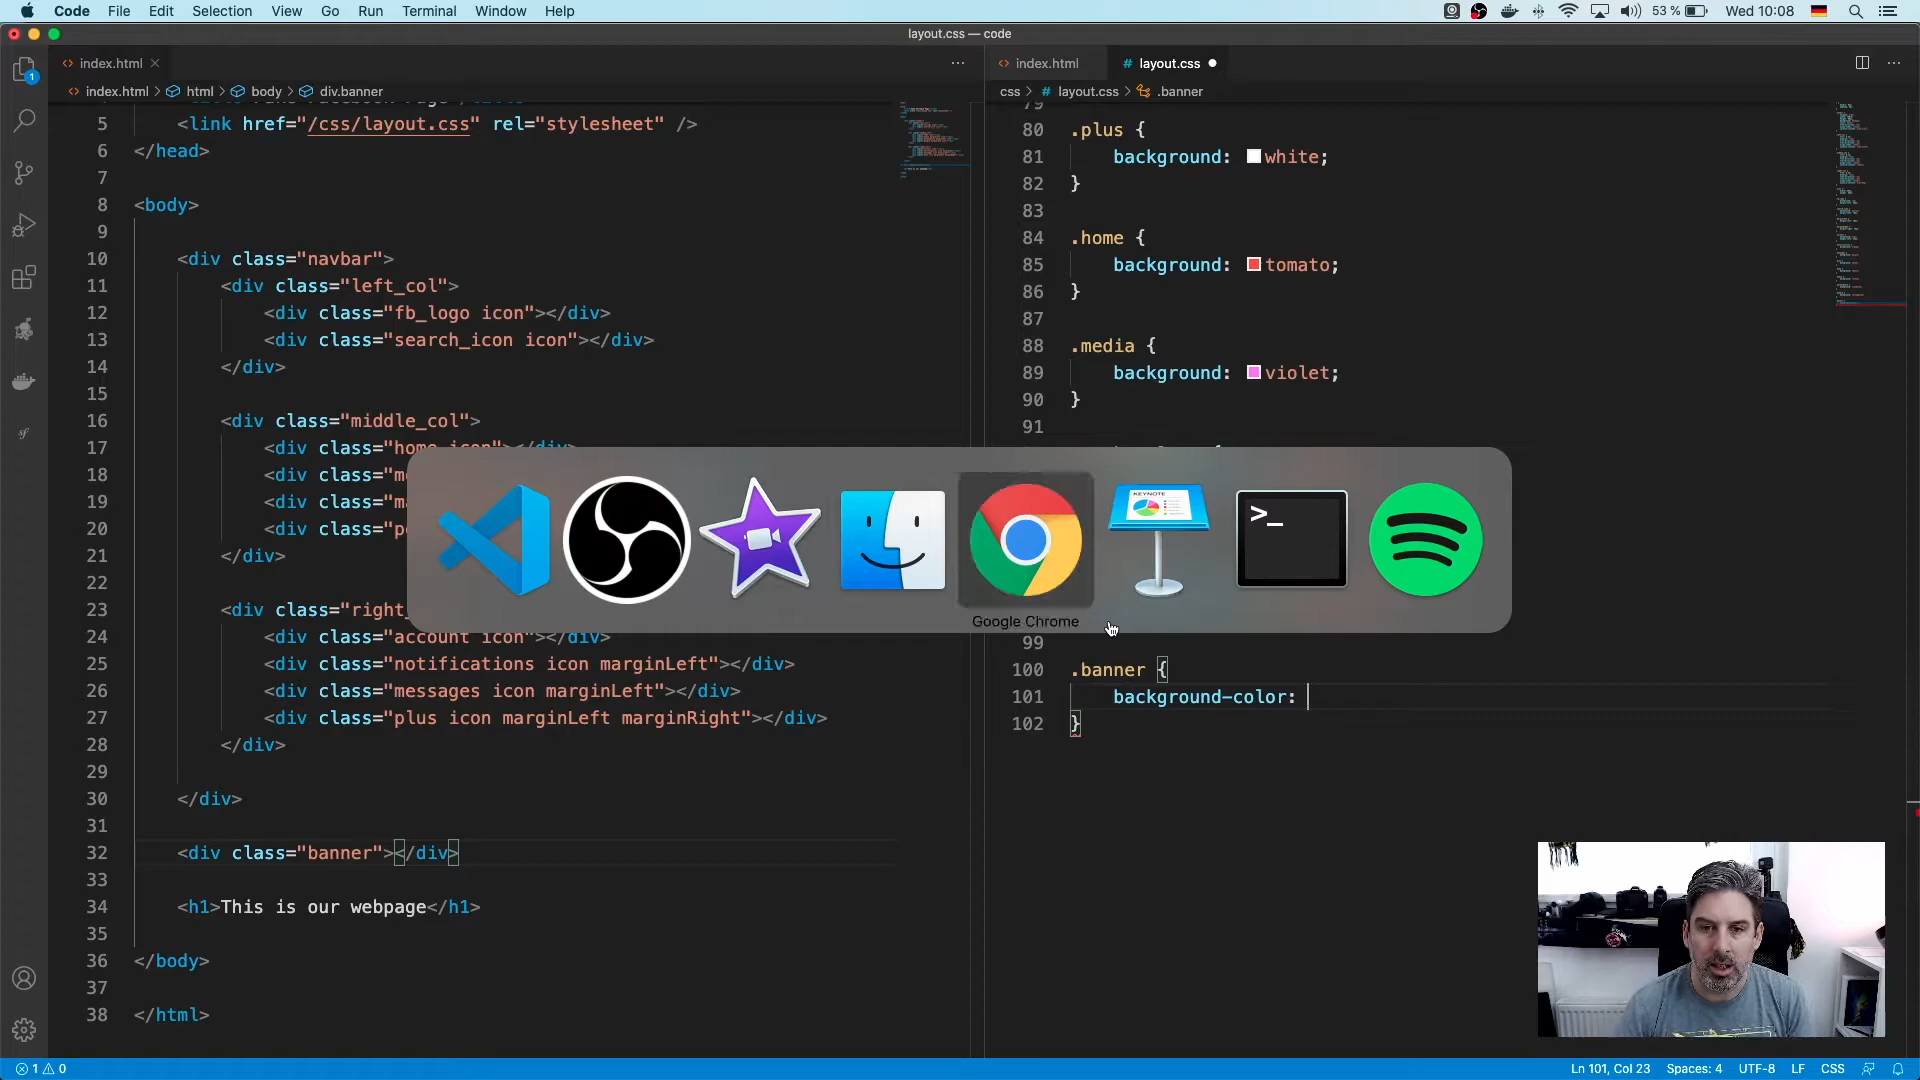 Code File Edit Selection View Go Run Terminal Window Help
53 % Wed 10:08
layout.css — code
index.html
index.html > html > body > div.banner
5 <link href="/css/layout.css" rel="stylesheet" />
6 </head>
7
8 <body>
9
10 <div class="navbar">
11 <div class="left_col">
12 <div class="fb_logo icon"></div>
13 <div class="search_icon icon"></div>
14 </div>
15
16 <div class="middle_col">
17 <div class="home icon"></div>
18 <div class="m
19 <div class="ma
20 <div class="pe
21 </div>
22
23 <div class="right_
24 <div class="account icon"></div>
25 <div class="notifications icon marginLeft"></div>
26 <div class="messages icon marginLeft"></div>
27 <div class="plus icon marginLeft marginRight"></div>
28 </div>
29
30 </div>
31
32 <div class="banner"></div>
33
34 <h1>This is our webpage</h1>
35
36 </body>
37
38 </html>
index.html # layout.css
css > # layout.css > .banner
79
80 .plus {
81 background: white;
82 }
83
84 .home {
85 background: tomato;
86 }
87
88 .media {
89 background: violet;
90 }
91
Google Chrome
99
100 .banner {
101 background-color:
102 }
1 0
Ln 101, Col 23 Spaces: 4 UTF-8 LF CSS